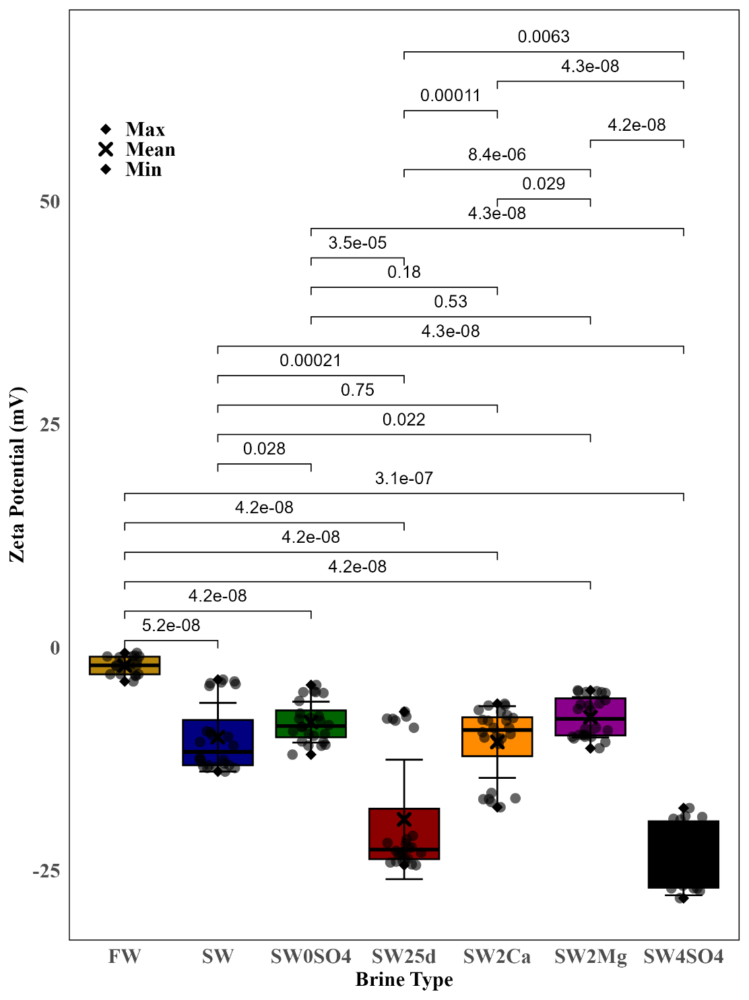 0.0063
4.3e-08
0.00011
Max
4.2e-08
Mean
8.4e-06
Min
0.029
50
4.3e-08
3.5e-05
0.18
0.53
4.3e-08
0.00021
0.75
25
0.022
0.028
3.1e-07
4.2e-08
4.2e-08
4.2e-08
4.2e-08
5.2e-08
0
-25
Zeta Potential (mV)
FW SW SW0SO4 SW25d SW2Ca SW2Mg SW4SO4
Brine Type